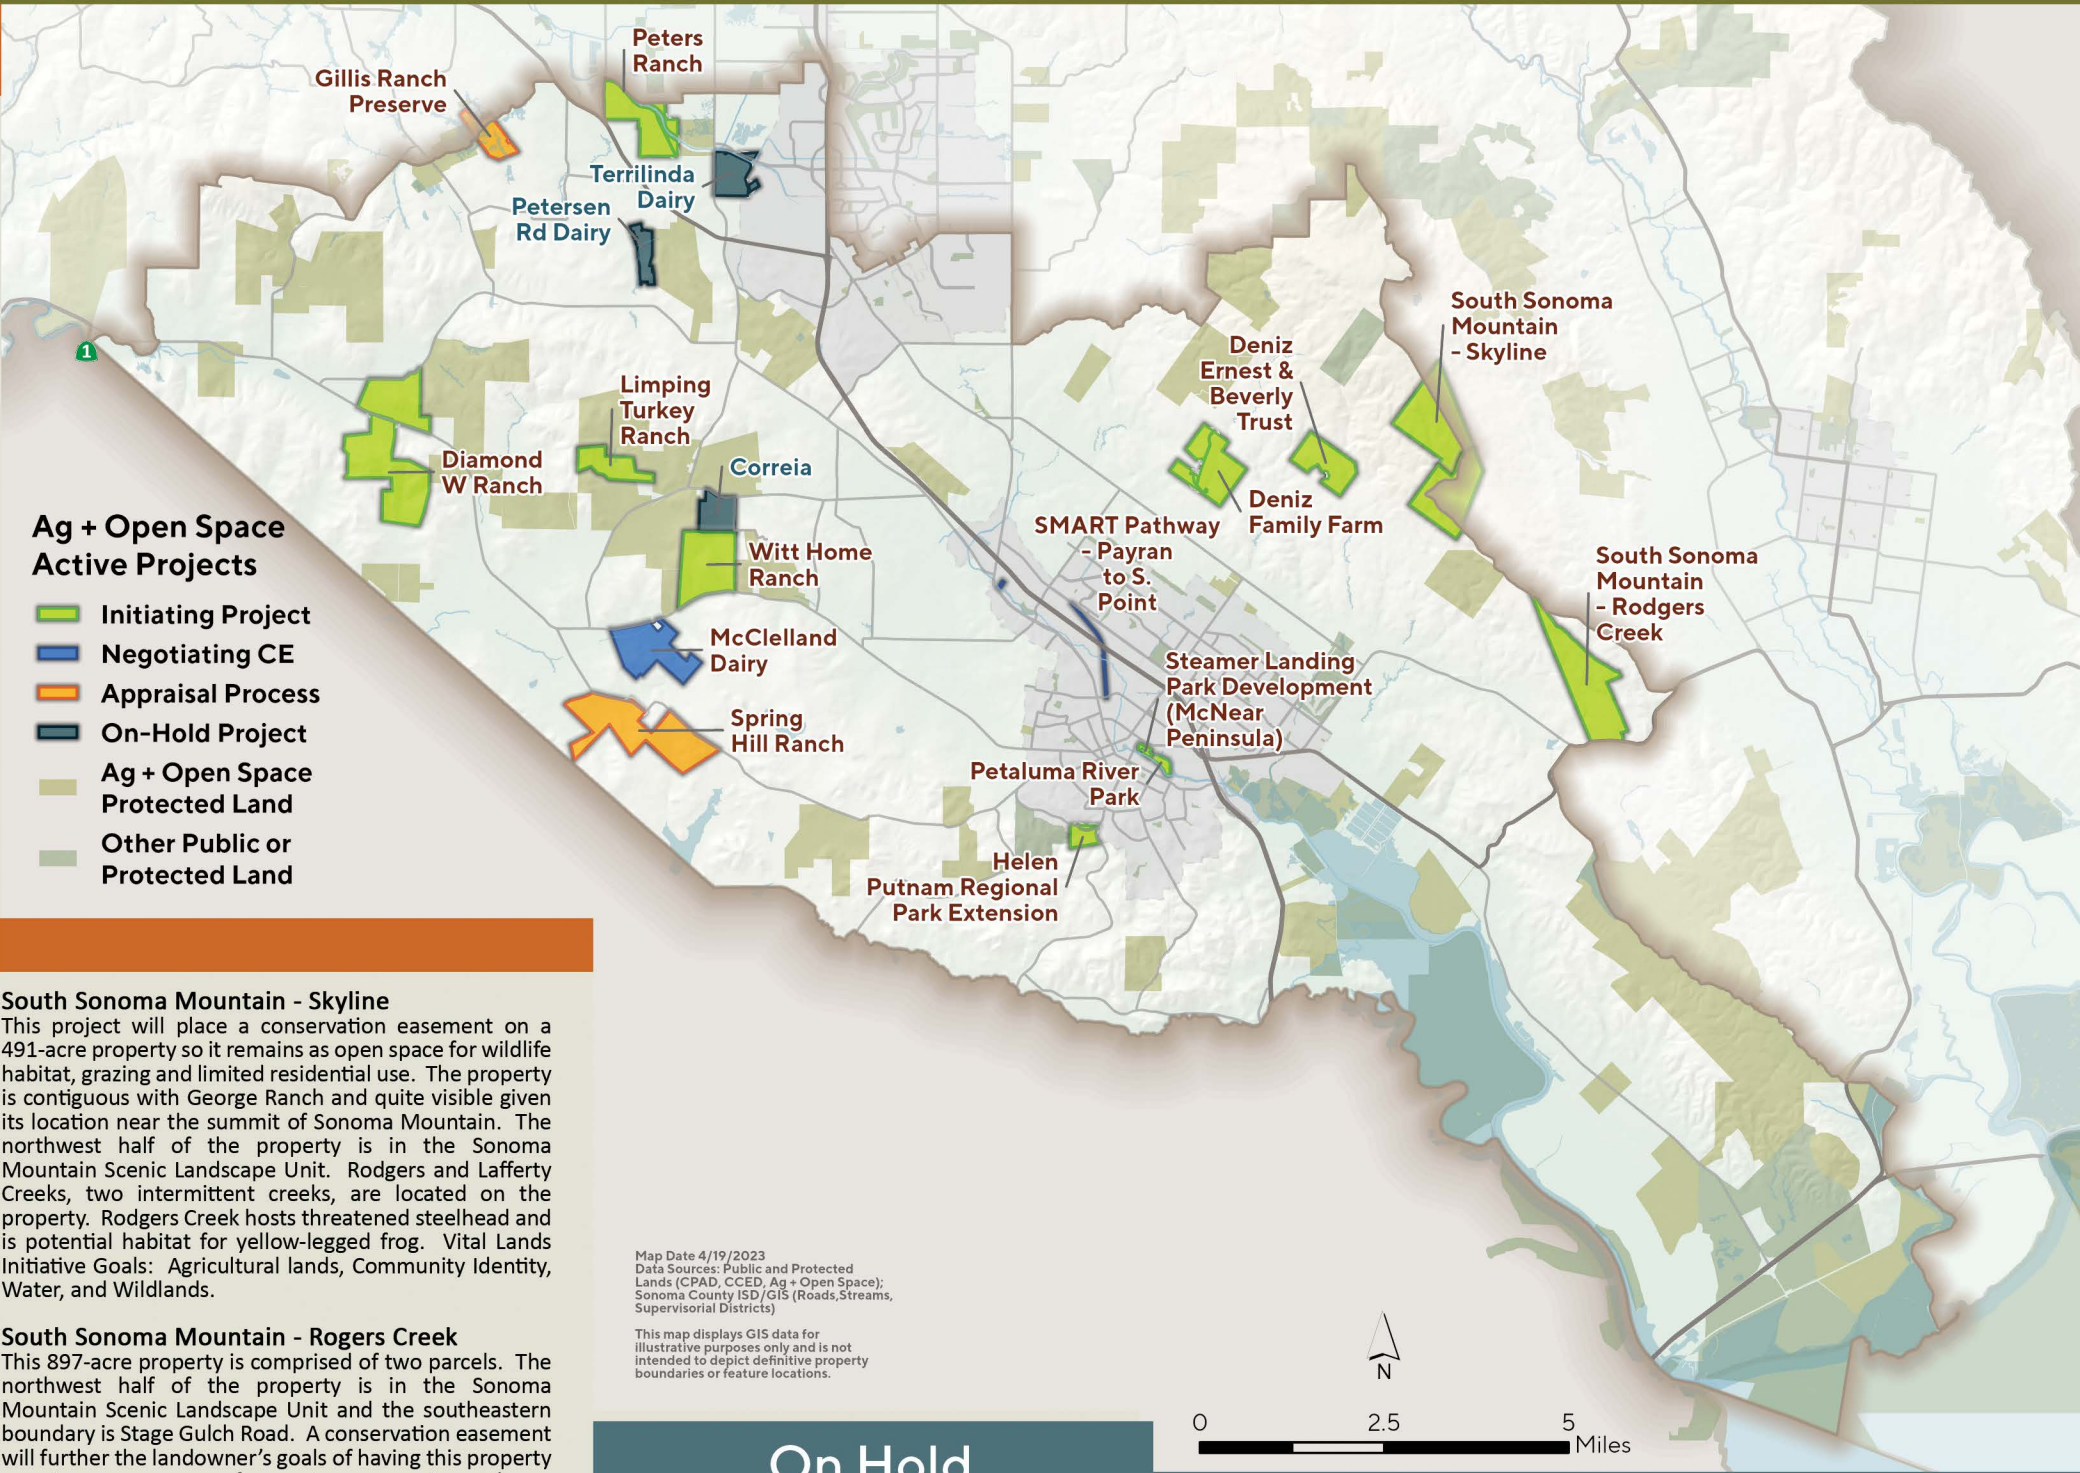 Peters
Ranch
Gillis Ranch
Preserve
Terrilinda
Dairy
Petersen
Rd Dairy
1
South Sonoma
Mountain
- Skyline
Deniz
Ernest &
Beverly
Trust
Limping
Turkey
Ranch
Diamond
W Ranch
Correia
Deniz
Family Farm
SMART Pathway
- Payran
to S.
Point
Witt Home
Ranch
South Sonoma
Mountain
- Rodgers
Creek
McClelland
Dairy
Steamer Landing
Park Development
(McNear
Peninsula)
Spring
Hill Ranch
Petaluma River
Park
Helen
Putnam Regional
Park Extension
Ag + Open Space
Active Projects
Initiating Project
Negotiating CE
Appraisal Process
On-Hold Project
Ag + Open Space
Protected Land
Other Public or
Protected Land
South Sonoma Mountain - Skyline
This project will place a conservation easement on a
491-acre property so it remains as open space for wildlife
habitat, grazing and limited residential use. The property
is contiguous with George Ranch and quite visible given
its location near the summit of Sonoma Mountain. The
northwest half of the property is in the Sonoma
Mountain Scenic Landscape Unit. Rodgers and Lafferty
Creeks, two intermittent creeks, are located on the
property. Rodgers Creek hosts threatened steelhead and
is potential habitat for yellow-legged frog. Vital Lands
Initiative Goals: Agricultural lands, Community Identity,
Water, and Wildlands.
South Sonoma Mountain - Rogers Creek
This 897-acre property is comprised of two parcels. The
northwest half of the property is in the Sonoma
Mountain Scenic Landscape Unit and the southeastern
boundary is Stage Gulch Road. A conservation easement
will further the landowner's goals of having this property
Map Date 4/19/2023
Data Sources: Public and Protected
Lands (CPAD, CCED, Ag + Open Space);
Sonoma County ISD/GIS (Roads,Streams,
Supervisorial Districts)
This map displays GIS data for
illustrative purposes only and is not
intended to depict definitive property
boundaries or feature locations.
N
0 2.5 5
Miles
On Hold